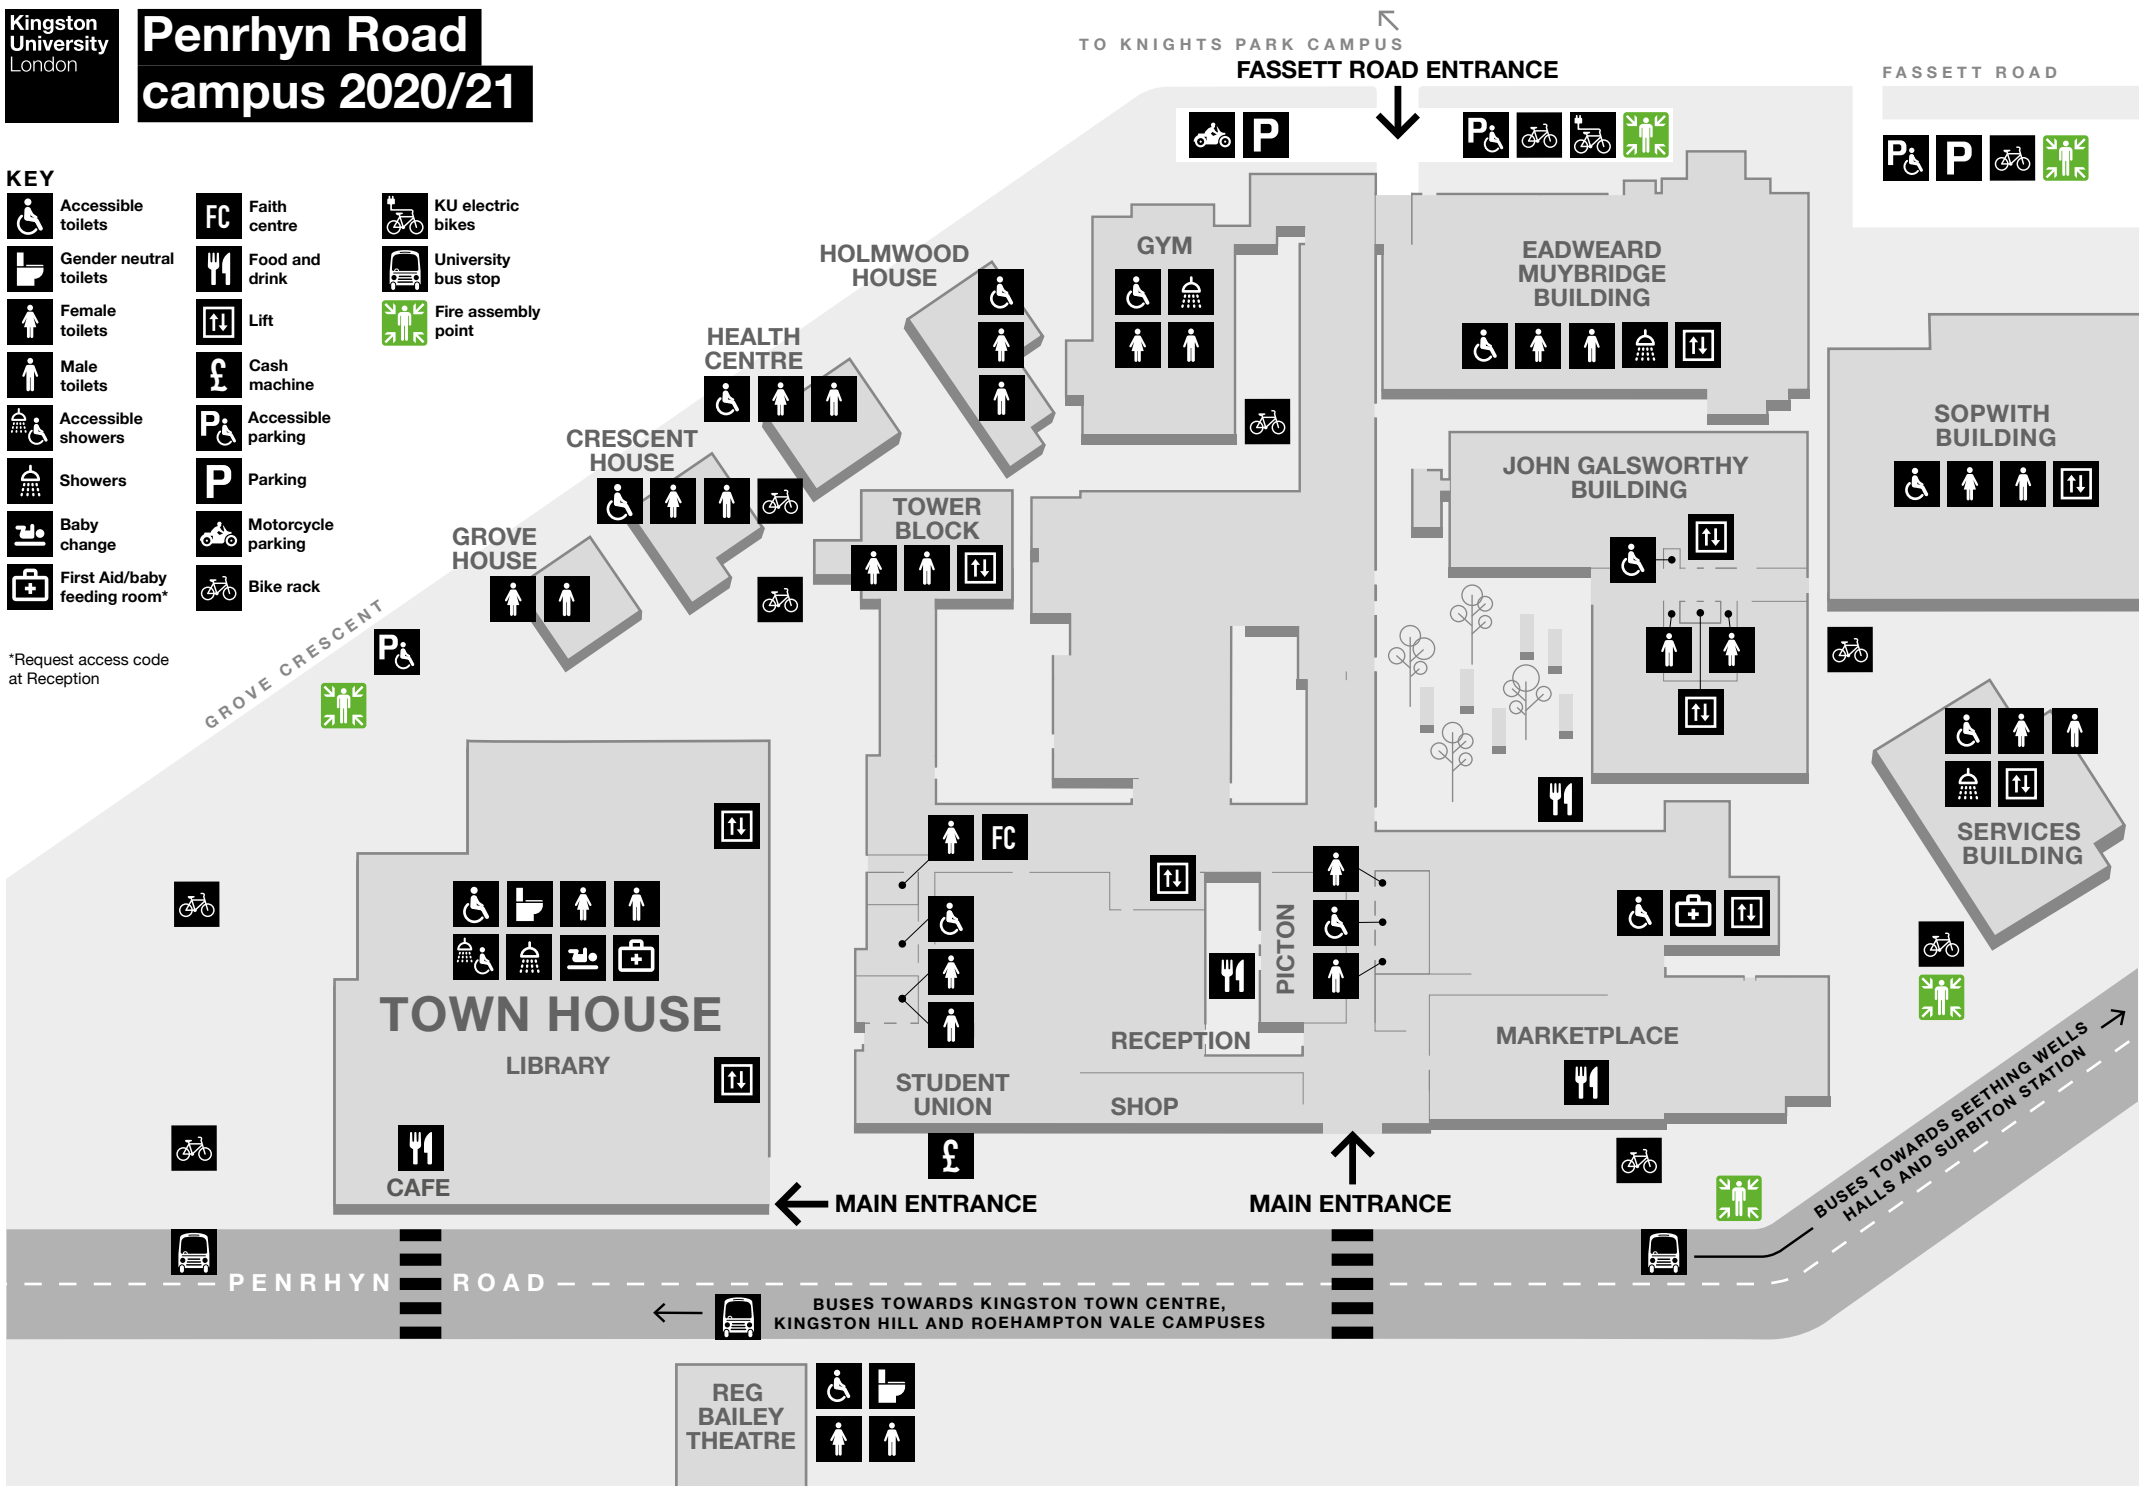 Kingston
University
London
Penrhyn Road
campus 2020/21
KEY
Accessible
toilets
Gender neutral
toilets
Female
toilets
Male
toilets
Accessible
showers
Showers
Baby
change
First Aid/baby
feeding room*
FC
Faith
centre
Food and
drink
Lift
£
Cash
machine
P
Accessible
parking
P
Parking
Motorcycle
parking
Bike rack
KU electric
bikes
University
bus stop
Fire assembly
point
*Request access code
at Reception
TO KNIGHTS PARK CAMPUS
FASSETT ROAD ENTRANCE
P
P
FASSETT ROAD
P
P
HOLMWOOD
HOUSE
GYM
EADWEARD
MUYBRIDGE
BUILDING
HEALTH
CENTRE
CRESCENT
HOUSE
GROVE
HOUSE
TOWER
BLOCK
JOHN GALSWORTHY
BUILDING
SOPWITH
BUILDING
GROVE CRESCENT
P
SERVICES
BUILDING
FC
PICTON
TOWN HOUSE
LIBRARY
CAFE
RECEPTION
STUDENT
UNION
SHOP
£
MARKETPLACE
MAIN ENTRANCE
MAIN ENTRANCE
BUSES TOWARDS SEETHING WELLS
HALLS AND SURBITON STATION
PENRHYN ROAD
BUSES TOWARDS KINGSTON TOWN CENTRE,
KINGSTON HILL AND ROEHAMPTON VALE CAMPUSES
REG
BAILEY
THEATRE